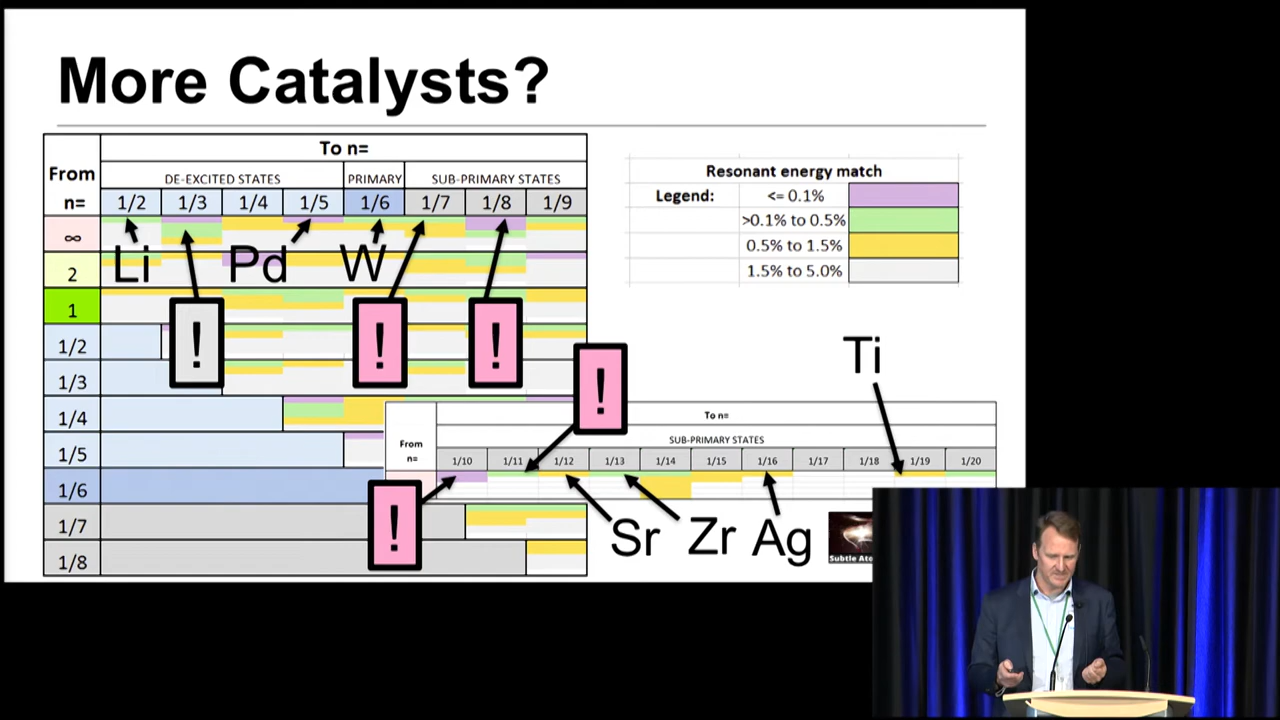 More Catalysts?
From
n=
To n=
DE-EXCITED STATES PRIMARY SUB-PRIMARY STATES
1/2 1/3 1/4 1/5 1/6 1/7 1/8 1/9
∞
Li Pd W
2
1
1/2
! ! !
1/3
1/4
1/5
1/6
1/7
1/8
Resonant energy match
Legend: <= 0.1%
>0.1% to 0.5%
0.5% to 1.5%
1.5% to 5.0%
Ti
!
To n=
From
n=
SUB-PRIMARY STATES
1/10 1/11 1/12 1/13 1/14 1/15 1/16 1/17 1/18 1/19 1/20
!
Sr Zr Ag
Subtle Ato